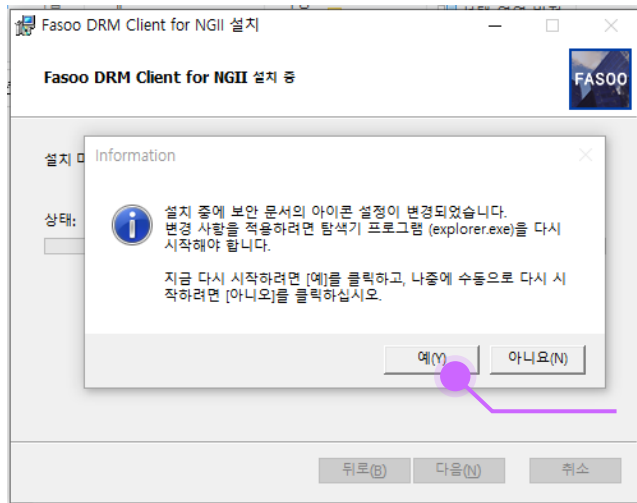 Fasoo DRM Client for NGII 설치
Fasoo DRM Client for NGII 설치 중
FASOO
설치
Information
상태:
설치 중에 보안 문서의 아이콘 설정이 변경되었습니다.
변경 사항을 적용하려면 탐색기 프로그램 (explorer.exe)을 다시
시작해야 합니다.
지금 다시 시작하려면 [예]를 클릭하고, 나중에 수동으로 다시 시
작하려면 [아니오]를 클릭하십시오.
예(Y)
아니요(N)
뒤로(B)
다음(N)
취소